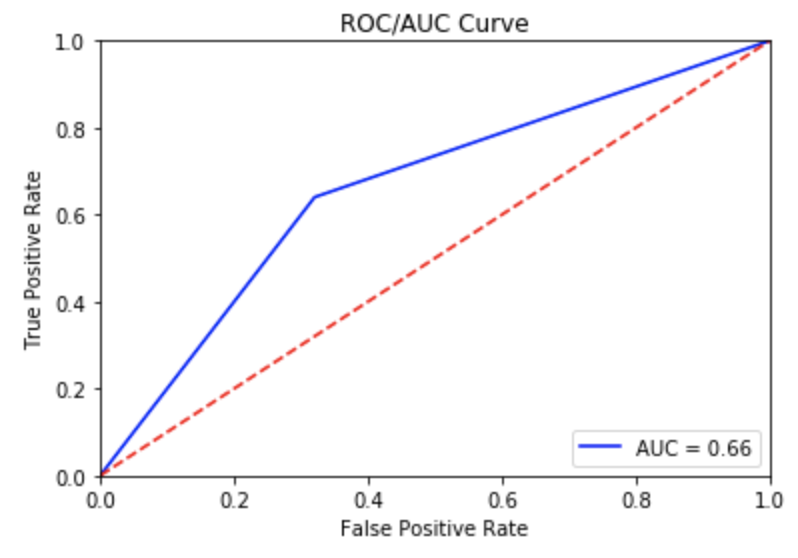 ROC/AUC Curve
1.0
0.8
0.6
0.4
0.2
0.0
True Positive Rate
AUC = 0.66
0.0 0.2 0.4 0.6 0.8 1.0
False Positive Rate